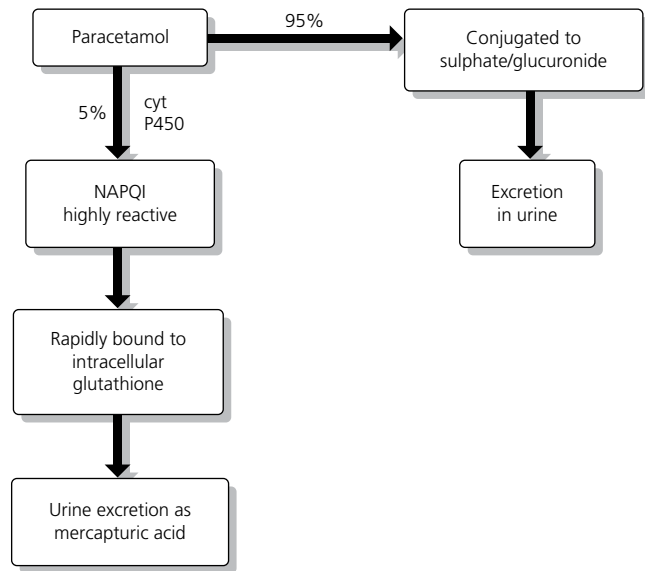 Paracetamol
95%
Conjugated to
sulphate/glucuronide
5%
cyt
P450
NAPQI
highly reactive
Excretion
in urine
Rapidly bound to
intracellular
glutathione
Urine excretion as
mercapturic acid